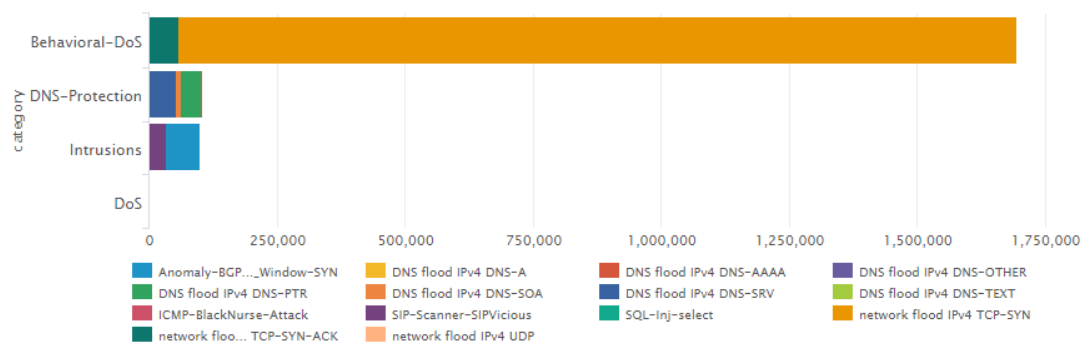 Behavioral-DoS
DNS-Protection
Intrusions
DoS
category
0 250,000 500,000 750,000 1,000,000 1,250,000 1,500,000 1,750,000
Anomaly-BGP..._Window-SYN DNS flood IPv4 DNS-A DNS flood IPv4 DNS-AAAA DNS flood IPv4 DNS-OTHER
DNS flood IPv4 DNS-PTR DNS flood IPv4 DNS-SOA DNS flood IPv4 DNS-SRV DNS flood IPv4 DNS-TEXT
ICMP-BlackNurse-Attack SIP-Scanner-SIPVicious SQL-Inj-select network flood IPv4 TCP-SYN
network floo... TCP-SYN-ACK network flood IPv4 UDP